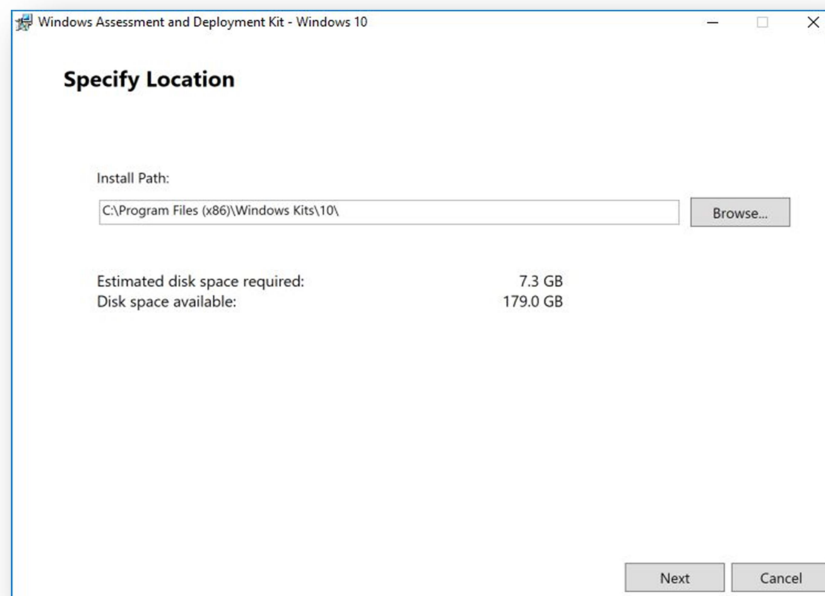 Windows Assessment and Deployment Kit - Windows 10
Specify Location
Install Path:
C:\Program Files (x86)\Windows Kits\10\
Browse...
Estimated disk space required: 7.3 GB
Disk space available: 179.0 GB
Next Cancel